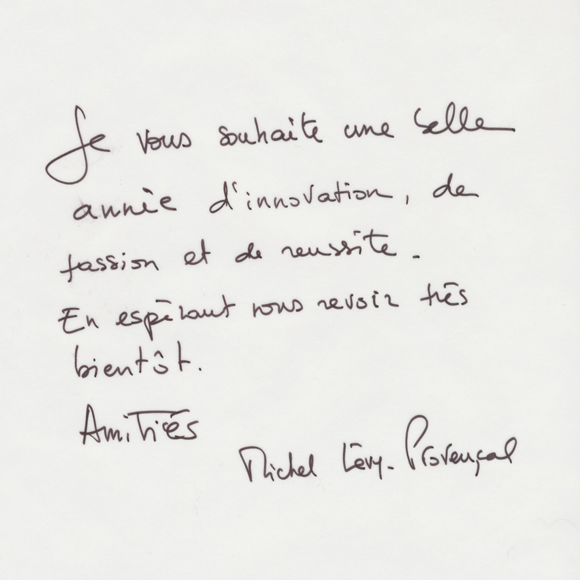 Je vous souhaite une belle
année d'innovation, de
passion et de reussite.
En espérant vous revoir très
bientôt.
Amitiés
Michel Lévy-Provençal